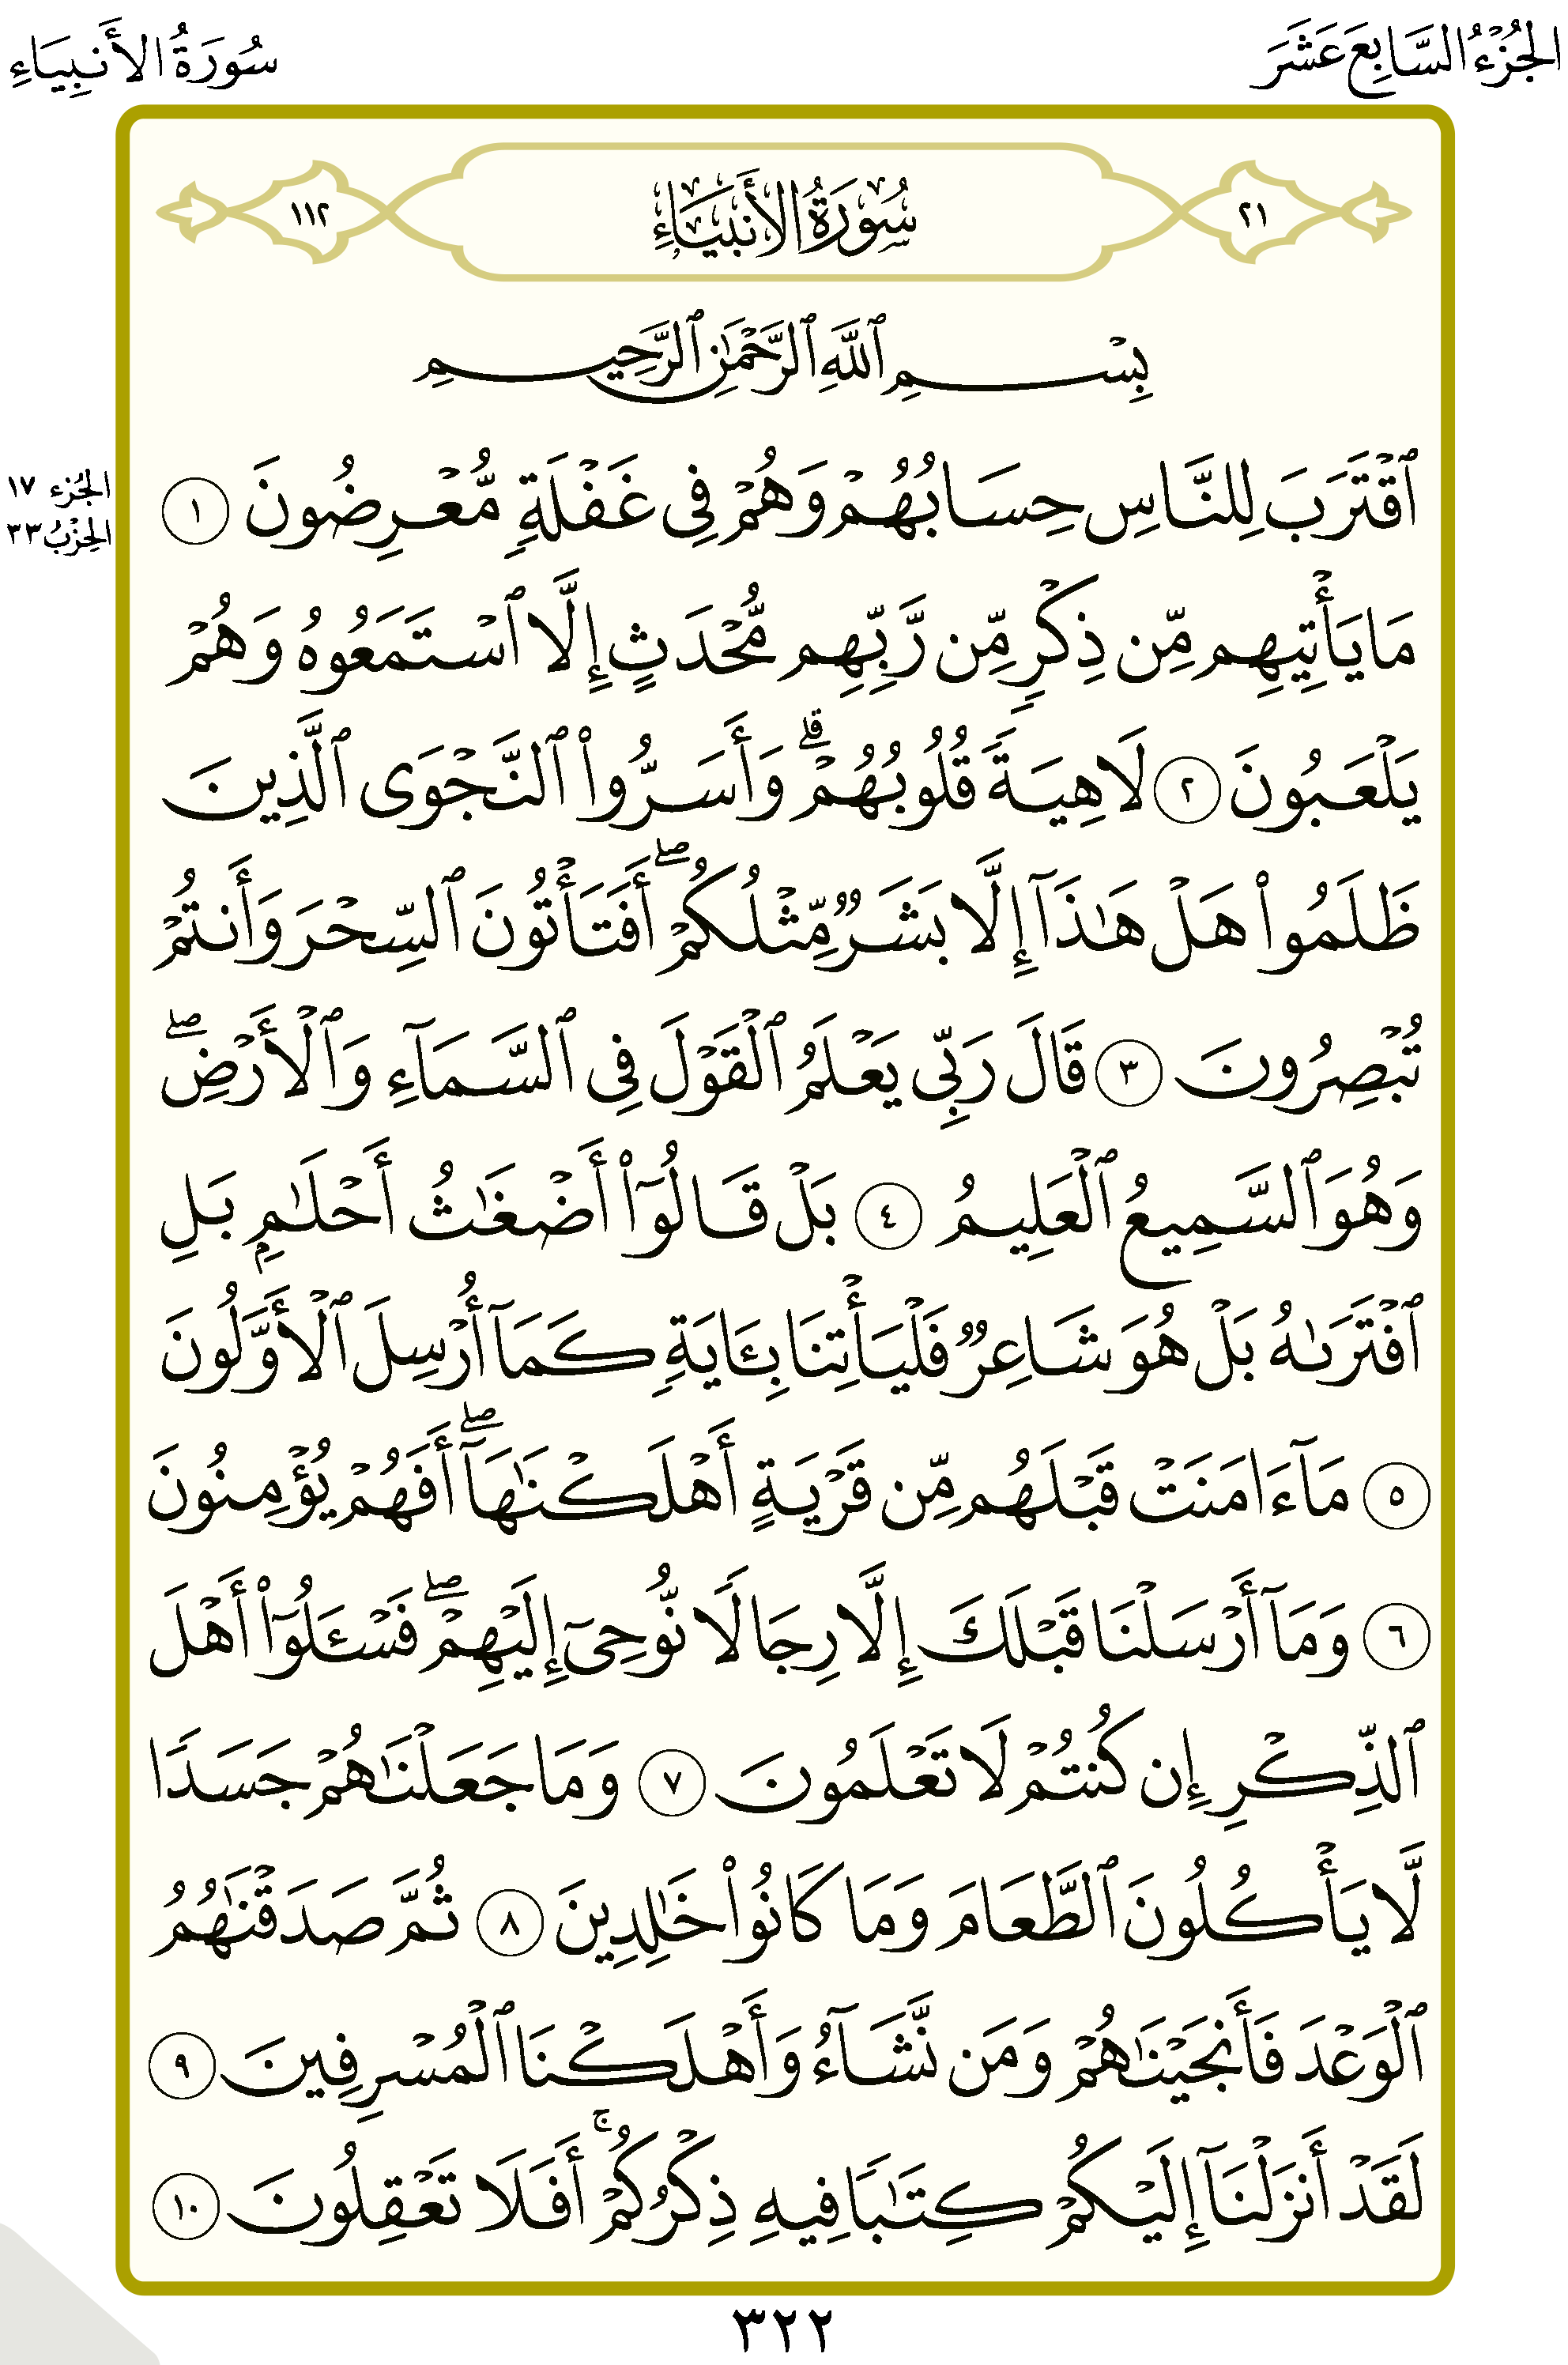 الجُزْءُ السَّابِعَ عَشَرَ
سُورَةُ الأَنبِيَاءِ
٢١
سُورَةُ الأَنبِيَاءِ
١١٢
بِسْمِ ٱللَّهِ ٱلرَّحْمَٰنِ ٱلرَّحِيمِ
ٱقْتَرَبَ لِلنَّاسِ حِسَابُهُمْ وَهُمْ فِى غَفْلَةٍ مُّعْرِضُونَ ١
الجُزء ١٧
الحِزْبُ ٣٣
مَا يَأْتِيهِم مِّن ذِكْرٍ مِّن رَّبِّهِم مُّحْدَثٍ إِلَّا ٱسْتَمَعُوهُ وَهُمْ
يَلْعَبُونَ ٢ لَاهِيَةً قُلُوبُهُمْ ۗ وَأَسَرُّوا۟ ٱلنَّجْوَى ٱلَّذِينَ
ظَلَمُوا۟ هَلْ هَٰذَآ إِلَّا بَشَرٌ مِّثْلُكُمْ ۖ أَفَتَأْتُونَ ٱلسِّحْرَ وَأَنتُمْ
تُبْصِرُونَ ٣ قَالَ رَبِّى يَعْلَمُ ٱلْقَوْلَ فِى ٱلسَّمَآءِ وَٱلْأَرْضِ ۖ
وَهُوَ ٱلسَّمِيعُ ٱلْعَلِيمُ ٤ بَلْ قَالُوٓا۟ أَضْغَٰثُ أَحْلَٰمٍۭ بَلِ
ٱفْتَرَىٰهُ بَلْ هُوَ شَاعِرٌ فَلْيَأْتِنَا بِـَٔايَةٍ كَمَآ أُرْسِلَ ٱلْأَوَّلُونَ
٥ مَآ ءَامَنَتْ قَبْلَهُم مِّن قَرْيَةٍ أَهْلَكْنَٰهَآ ۖ أَفَهُمْ يُؤْمِنُونَ
٦ وَمَآ أَرْسَلْنَا قَبْلَكَ إِلَّا رِجَالًا نُّوحِىٓ إِلَيْهِمْ ۖ فَسْـَٔلُوٓا۟ أَهْلَ
ٱلذِّكْرِ إِن كُنتُمْ لَا تَعْلَمُونَ ٧ وَمَا جَعَلْنَٰهُمْ جَسَدًا
لَّا يَأْكُلُونَ ٱلطَّعَامَ وَمَا كَانُوا۟ خَٰلِدِينَ ٨ ثُمَّ صَدَقْنَٰهُمُ
ٱلْوَعْدَ فَأَنجَيْنَٰهُمْ وَمَن نَّشَآءُ وَأَهْلَكْنَا ٱلْمُسْرِفِينَ ٩
لَقَدْ أَنزَلْنَآ إِلَيْكُمْ كِتَٰبًا فِيهِ ذِكْرُكُمْ ۚ أَفَلَا تَعْقِلُونَ ١٠
٣٢٢